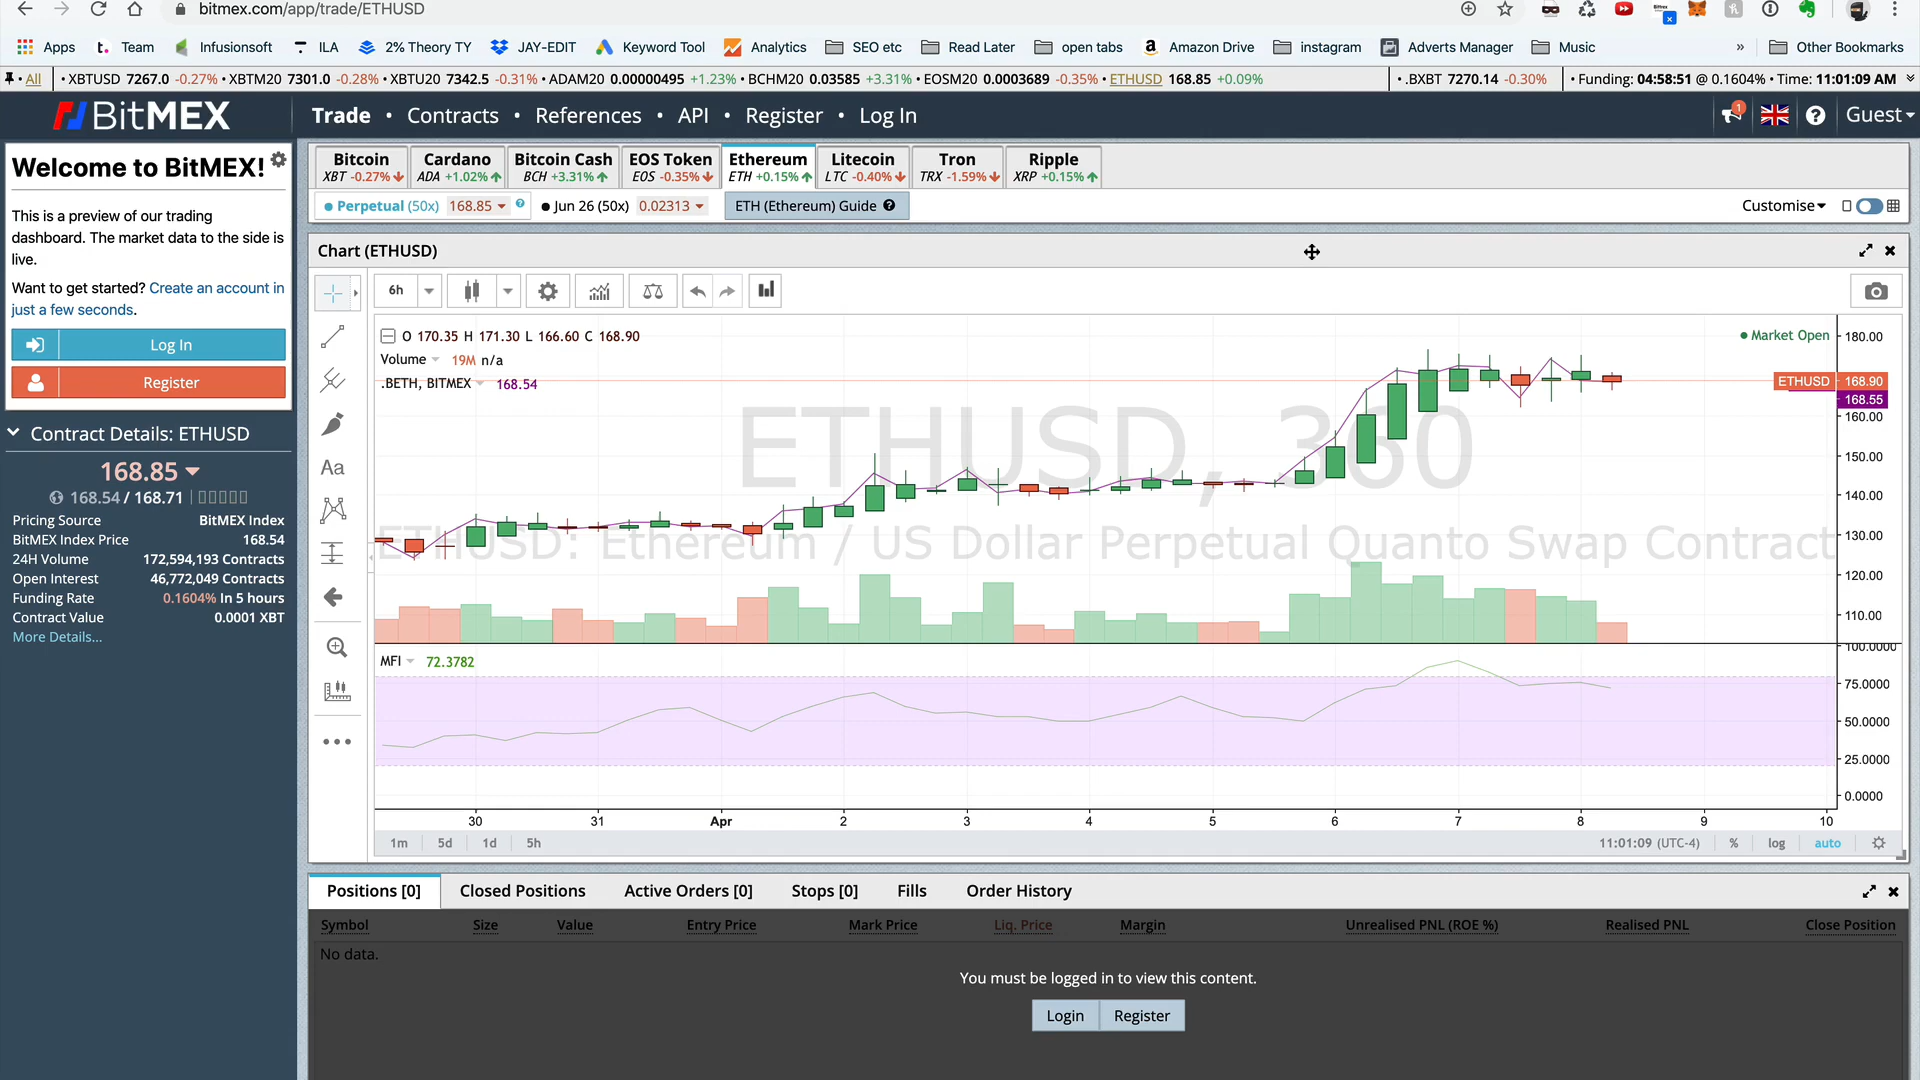 bitmex.com/app/trade/ETHUSD
Apps Team Infusionsoft ILA 2% Theory TY JAY-EDIT Keyword Tool Analytics SEO etc Read Later open tabs Amazon Drive instagram Adverts Manager Music » Other Bookmarks
• All • XBTUSD 7267.0 -0.27% • XBTM20 7301.0 -0.28% • XBTU20 7342.5 -0.31% • ADAM20 0.00000495 +1.23% • BCHM20 0.03585 +3.31% • EOSM20 0.0003689 -0.35% • ETHUSD 168.85 +0.09% • .BXBT 7270.14 -0.30% • Funding: 04:58:51 @ 0.1604% • Time: 11:01:09 AM
BitMEX Trade • Contracts • References • API • Register • Log In 1 ? Guest
Welcome to BitMEX!
This is a preview of our trading
dashboard. The market data to the side is
live.
Want to get started? Create an account in
just a few seconds.
Log In
Register
Contract Details: ETHUSD
168.85
168.54 / 168.71
Pricing Source BitMEX Index
BitMEX Index Price 168.54
24H Volume 172,594,193 Contracts
Open Interest 46,772,049 Contracts
Funding Rate 0.1604% In 5 hours
Contract Value 0.0001 XBT
More Details...
Bitcoin Cardano Bitcoin Cash EOS Token Ethereum Litecoin Tron Ripple
XBT -0.27% ADA +1.02% BCH +3.31% EOS -0.35% ETH +0.15% LTC -0.40% TRX -1.59% XRP +0.15%
Perpetual (50x) 168.85 ? Jun 26 (50x) 0.02313 ETH (Ethereum) Guide ? Customise
Chart (ETHUSD)
6h
Aa
O 170.35 H 171.30 L 166.60 C 168.90
Volume 19M n/a
.BETH, BITMEX 168.54
Market Open
ETHUSD, 360
ETHUSD: Ethereum / US Dollar Perpetual Quanto Swap Contract
180.00
ETHUSD 168.90
168.55
160.00
150.00
140.00
130.00
120.00
110.00
MFI 72.3782
100.0000
75.0000
50.0000
25.0000
0.0000
30 31 Apr 2 3 4 5 6 7 8 9 10
1m 5d 1d 5h 11:01:09 (UTC-4) % log auto
Positions [0] Closed Positions Active Orders [0] Stops [0] Fills Order History
Symbol Size Value Entry Price Mark Price Liq. Price Margin Unrealised PNL (ROE %) Realised PNL Close Position
No data.
You must be logged in to view this content.
Login Register